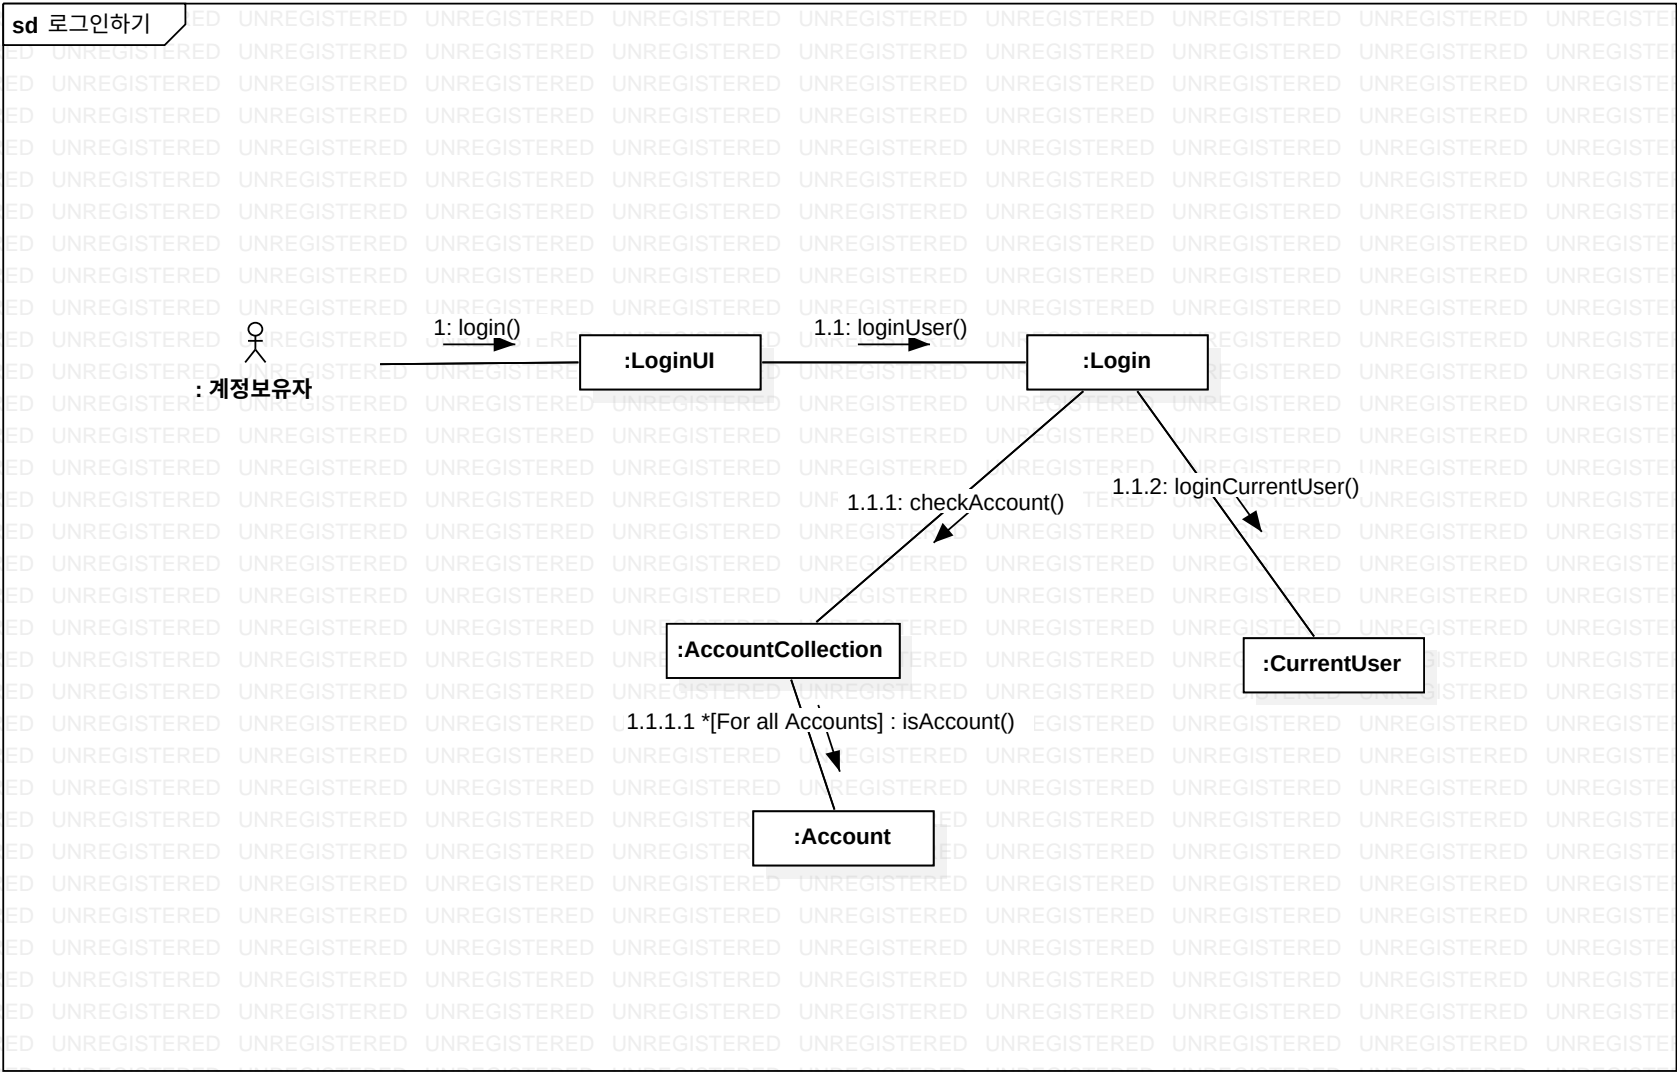 sd 로그인하기
1: login()
1.1: loginUser()
: 계정보유자
:LoginUI
:Login
1.1.1: checkAccount()
1.1.2: loginCurrentUser()
:AccountCollection
:CurrentUser
1.1.1.1 *[For all Accounts] : isAccount()
:Account
UNREGISTERED